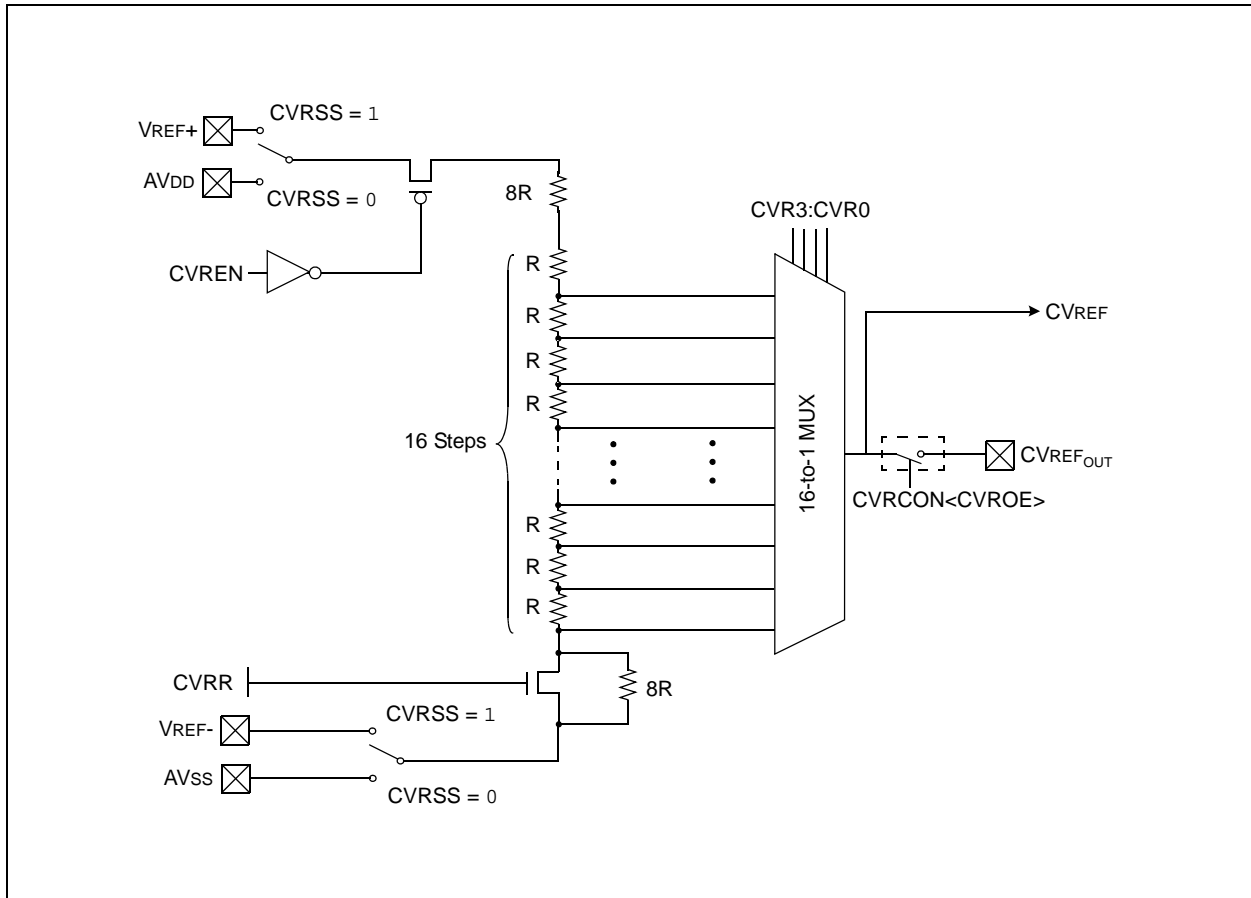 CVRSS = 1
VREF+
AVDD
CVRSS = 0
8R
CVR3:CVR0
CVREN
R
R
R
R
16 Steps
R
R
R
16-to-1 MUX
CVREF
CVREFOUT
CVRCON<CVROE>
CVRR
8R
CVRSS = 1
VREF-
AVSS
CVRSS = 0